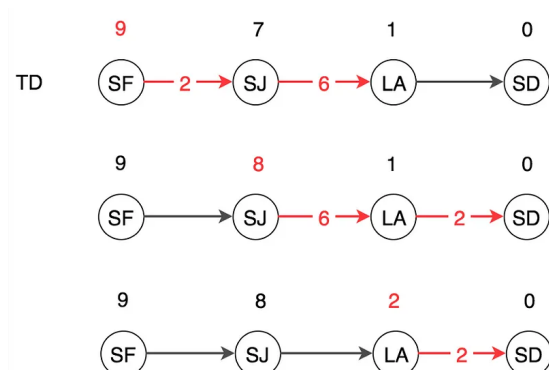 9 7 1 0
TD SF 2 SJ 6 LA SD
9 8 1 0
SF SJ 6 LA 2 SD
9 8 2 0
SF SJ LA 2 SD